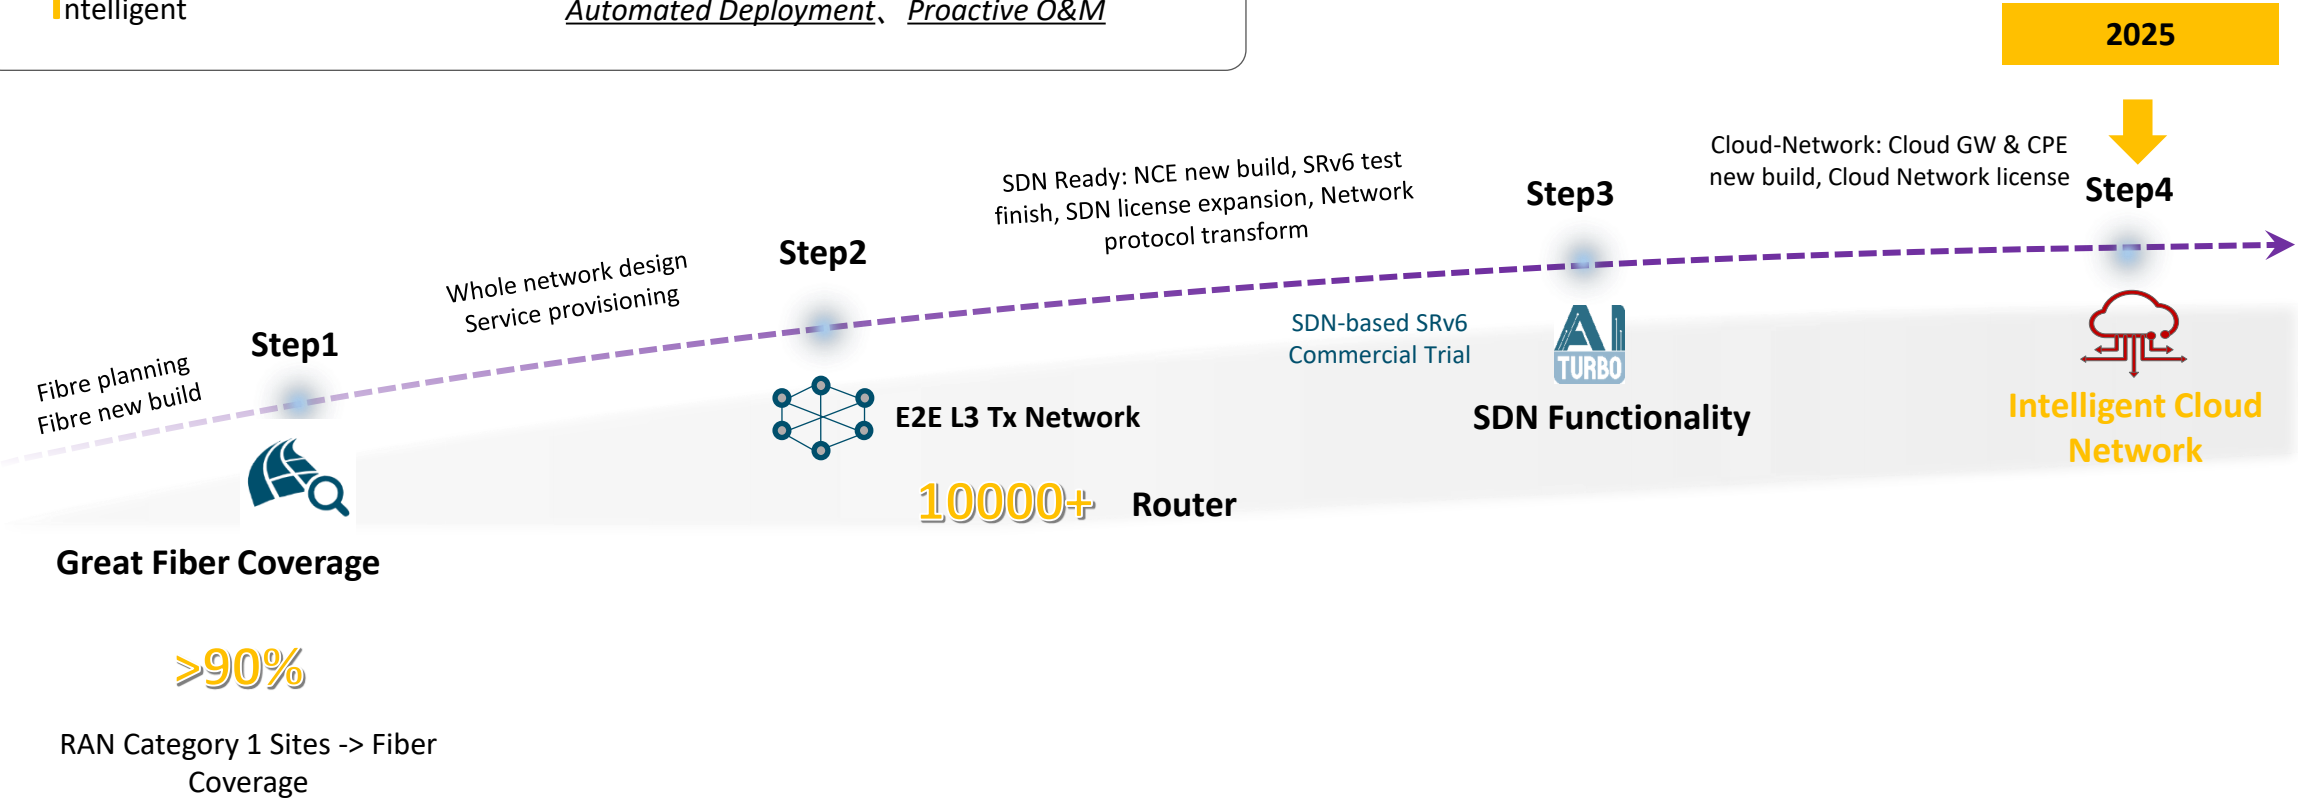 Intelligent
Automated Deployment、 Proactive O&M
2025
Fibre planning
Fibre new build
Step1
Whole network design
Service provisioning
Step2
SDN Ready: NCE new build, SRv6 test
finish, SDN license expansion, Network
protocol transform
Step3
Cloud-Network: Cloud GW & CPE
new build, Cloud Network license
Step4
SDN-based SRv6
Commercial Trial
AI
TURBO
E2E L3 Tx Network
SDN Functionality
Intelligent Cloud
Network
10000+ Router
Great Fiber Coverage
>90%
RAN Category 1 Sites -> Fiber
Coverage